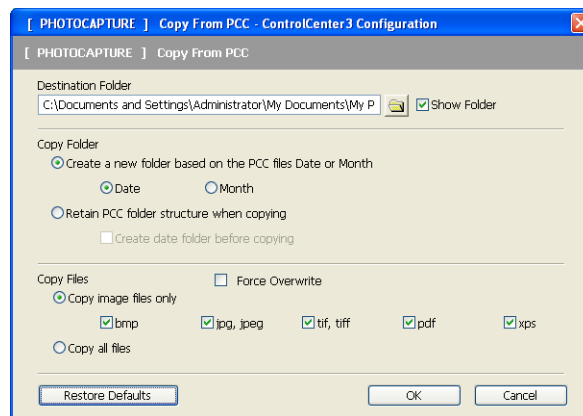 [ PHOTOCAPTURE ] Copy From PCC - ControlCenter3 Configuration
[ PHOTOCAPTURE ] Copy From PCC
Destination Folder
C:\Documents and Settings\Administrator\My Documents\My P Show Folder
Copy Folder
Create a new folder based on the PCC files Date or Month
Date Month
Retain PCC folder structure when copying
Create date folder before copying
Copy Files Force Overwrite
Copy image files only
bmp jpg, jpeg tif, tiff pdf xps
Copy all files
Restore Defaults OK Cancel